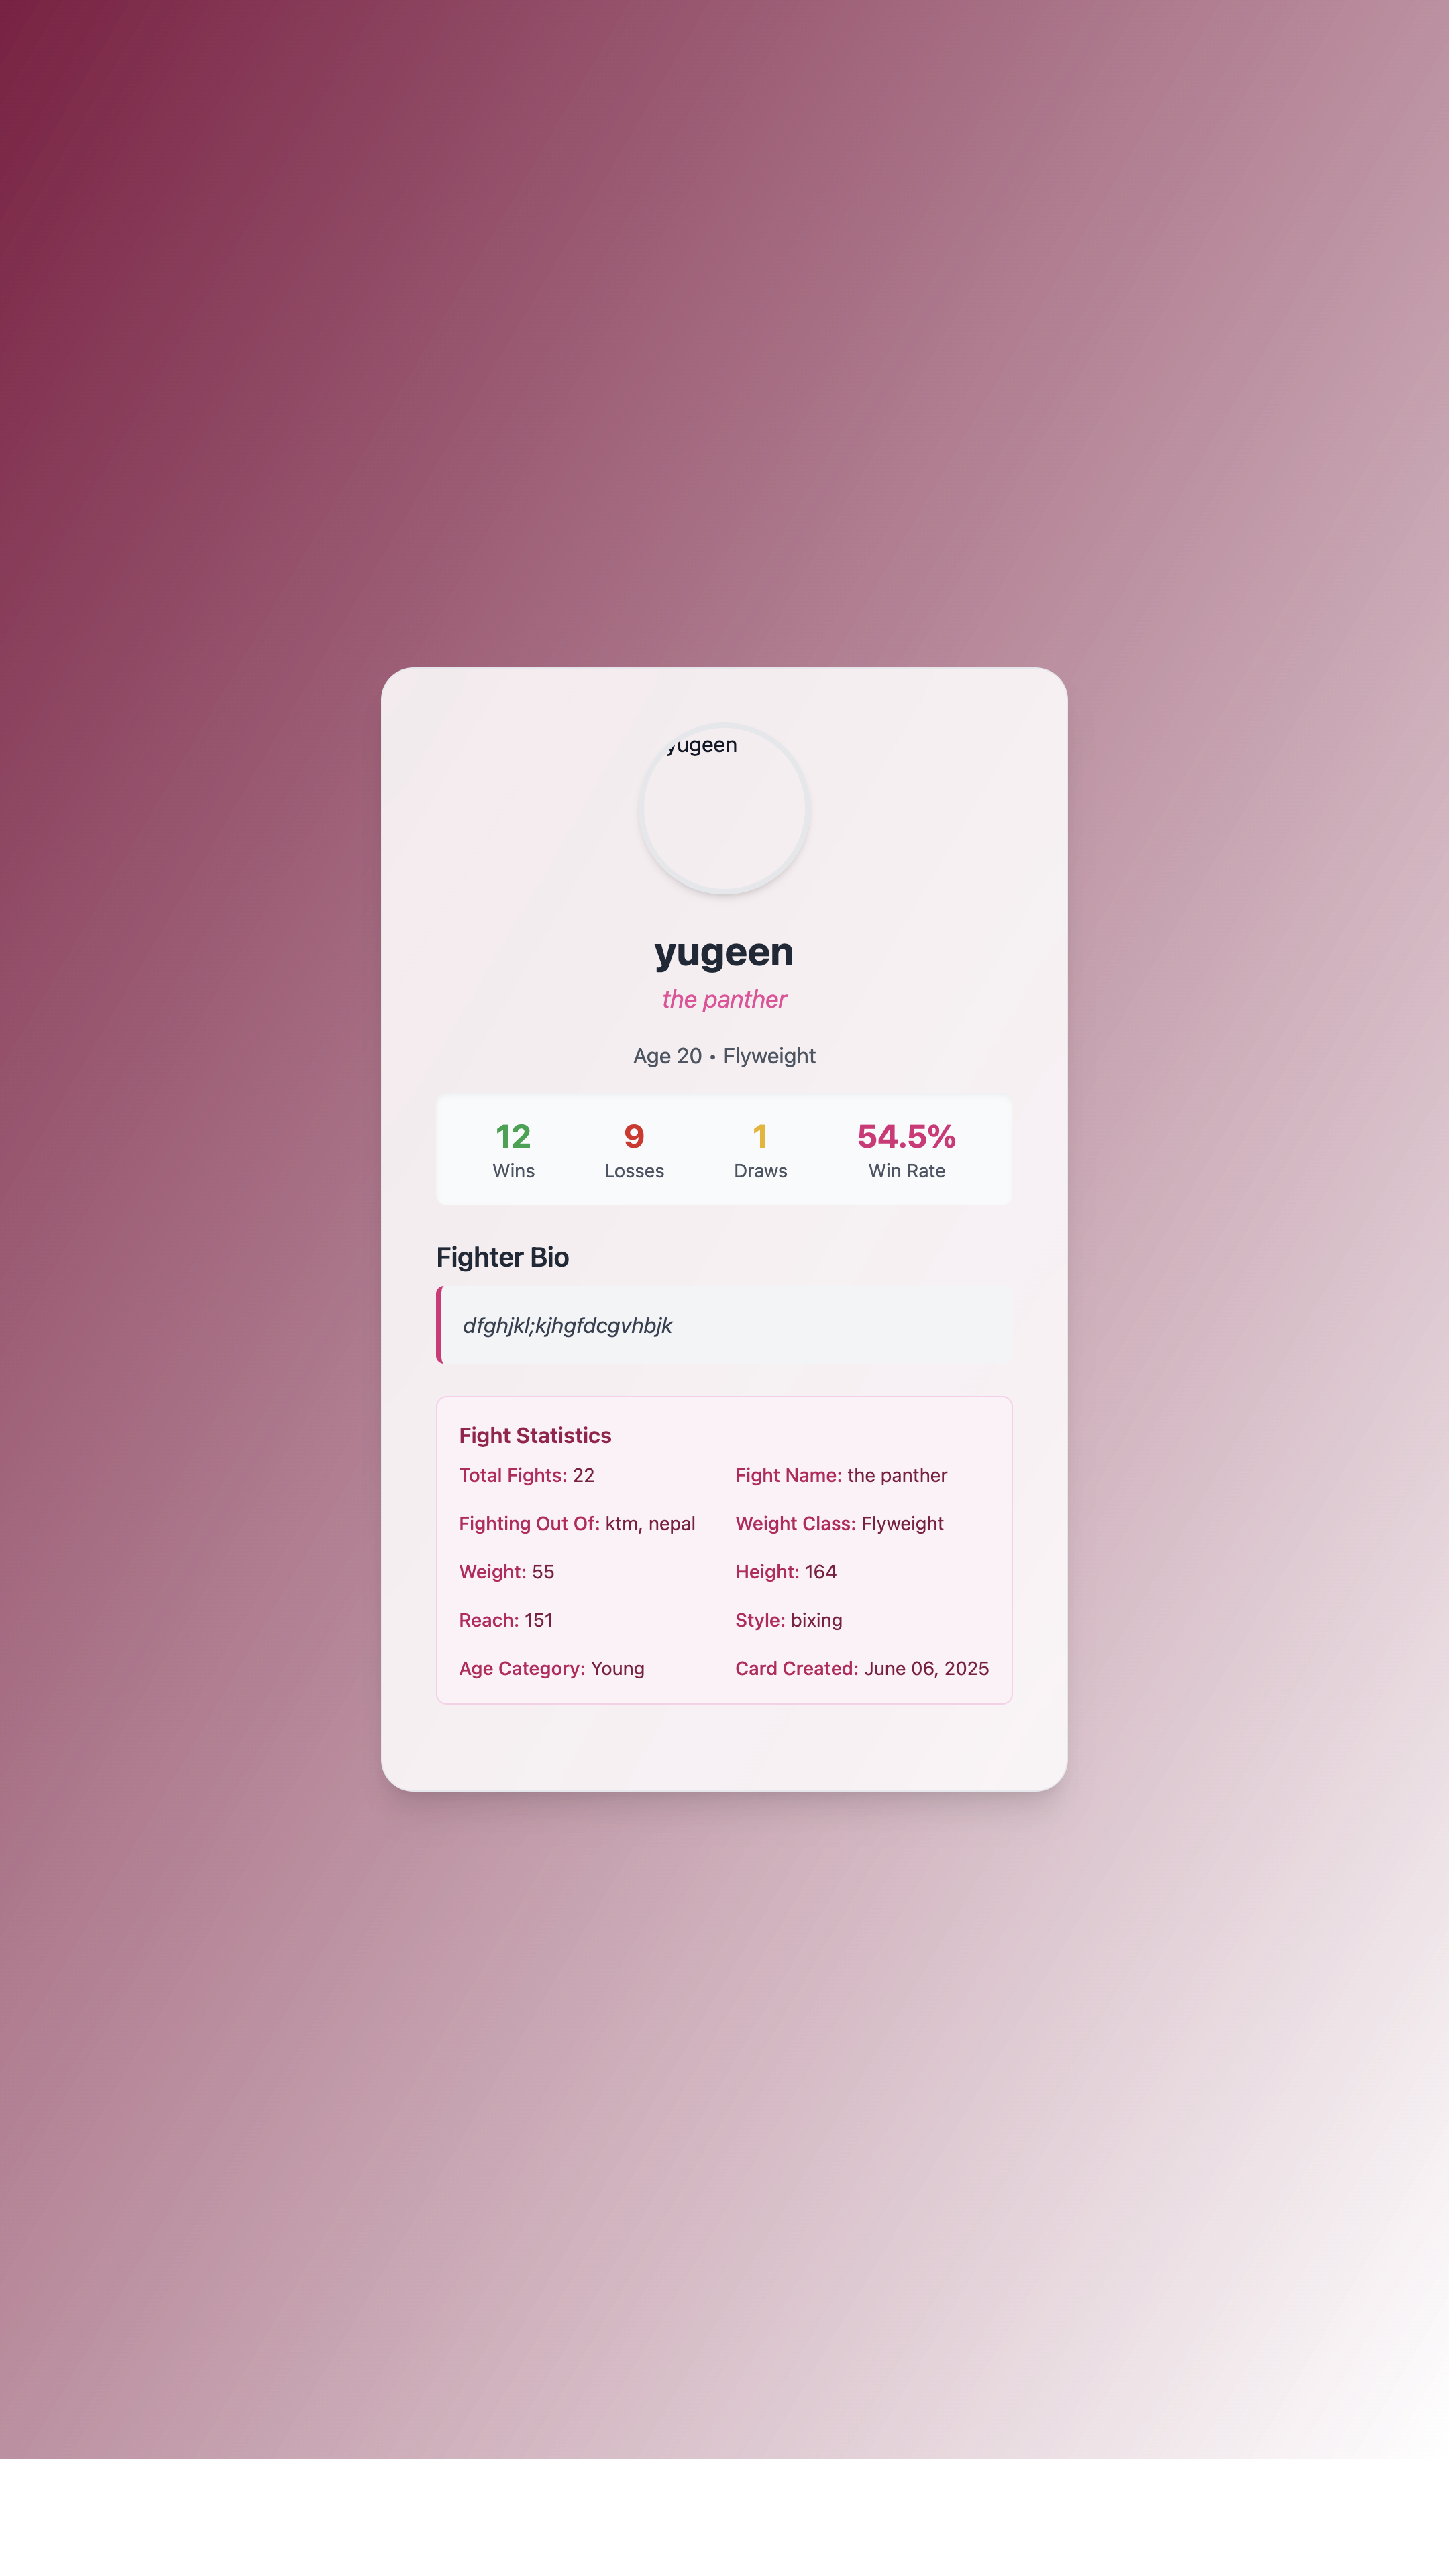 yugeen
yugeen
the panther
Age 20 • Flyweight
12 9 1 54.5%
Wins Losses Draws Win Rate
Fighter Bio
dfghjkl;kjhgfdcgvhbjk
Fight Statistics
Total Fights: 22 Fight Name: the panther
Fighting Out Of: ktm, nepal Weight Class: Flyweight
Weight: 55 Height: 164
Reach: 151 Style: bixing
Age Category: Young Card Created: June 06, 2025